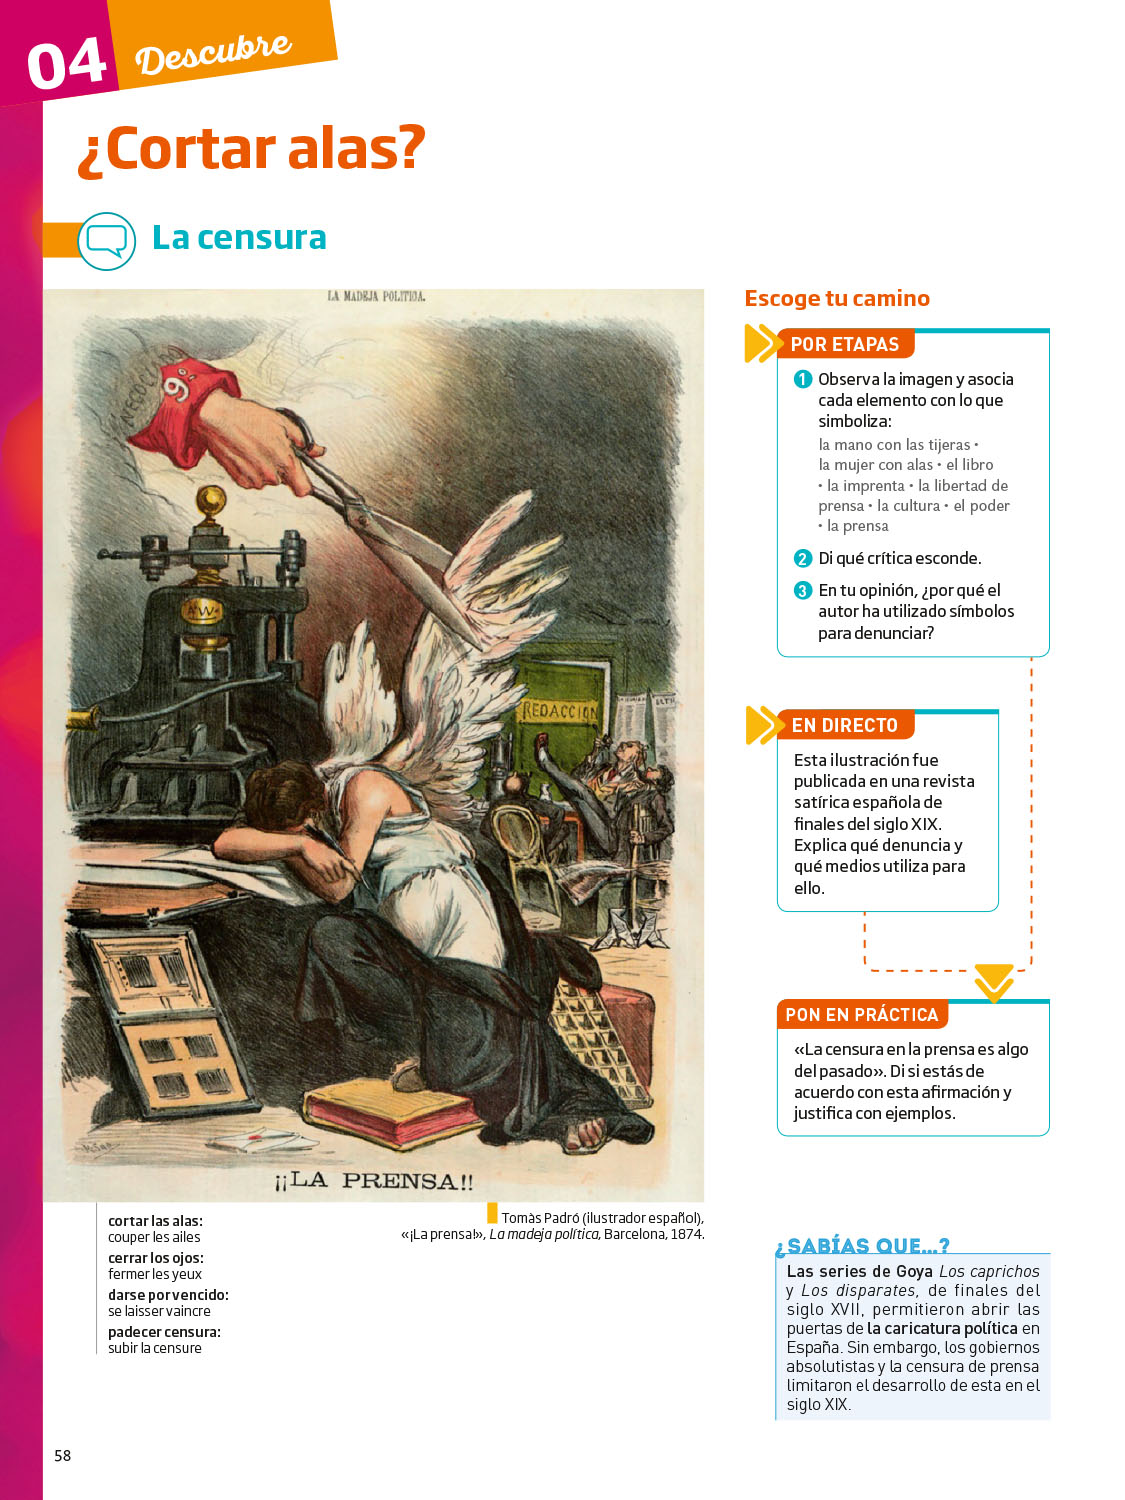 04 Descubre
¿Cortar alas?
La censura
LA MADEJA POLITICA.
9.
A.W.
REDACCION
¡¡LA PRENSA!!
Tomàs Padró (ilustrador español),
«¡La prensa!», La madeja política, Barcelona, 1874.
cortar las alas:
couper les ailes
cerrar los ojos:
fermer les yeux
darse por vencido:
se laisser vaincre
padecer censura:
subir la censure
Escoge tu camino
POR ETAPAS
1 Observa la imagen y asocia
cada elemento con lo que
simboliza:
la mano con las tijeras •
la mujer con alas • el libro
• la imprenta • la libertad de
prensa • la cultura • el poder
• la prensa
2 Di qué crítica esconde.
3 En tu opinión, ¿por qué el
autor ha utilizado símbolos
para denunciar?
EN DIRECTO
Esta ilustración fue
publicada en una revista
satírica española de
finales del siglo XIX.
Explica qué denuncia y
qué medios utiliza para
ello.
PON EN PRÁCTICA
«La censura en la prensa es algo
del pasado». Di si estás de
acuerdo con esta afirmación y
justifica con ejemplos.
¿SABÍAS QUE...?
Las series de Goya Los caprichos
y Los disparates, de finales del
siglo XVII, permitieron abrir las
puertas de la caricatura política en
España. Sin embargo, los gobiernos
absolutistas y la censura de prensa
limitaron el desarrollo de esta en el
siglo XIX.
58